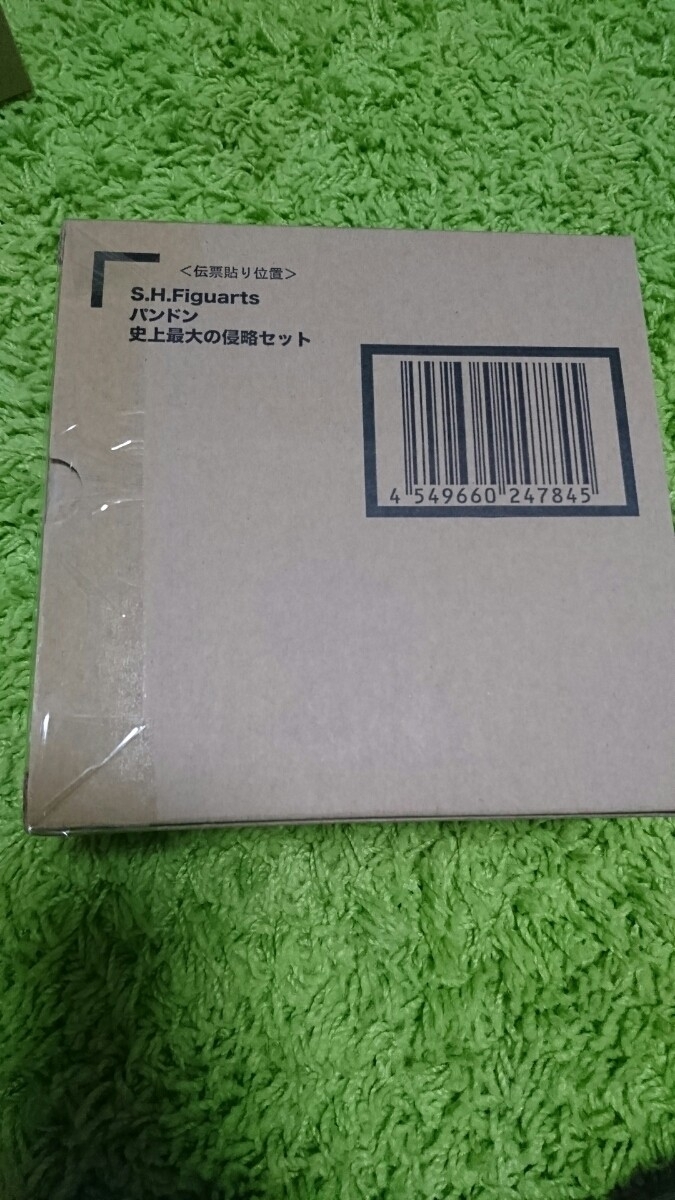 ＜伝票貼り位置＞
S.H.Figuarts
パンドン
史上最大の侵略セット
4 549660 247845